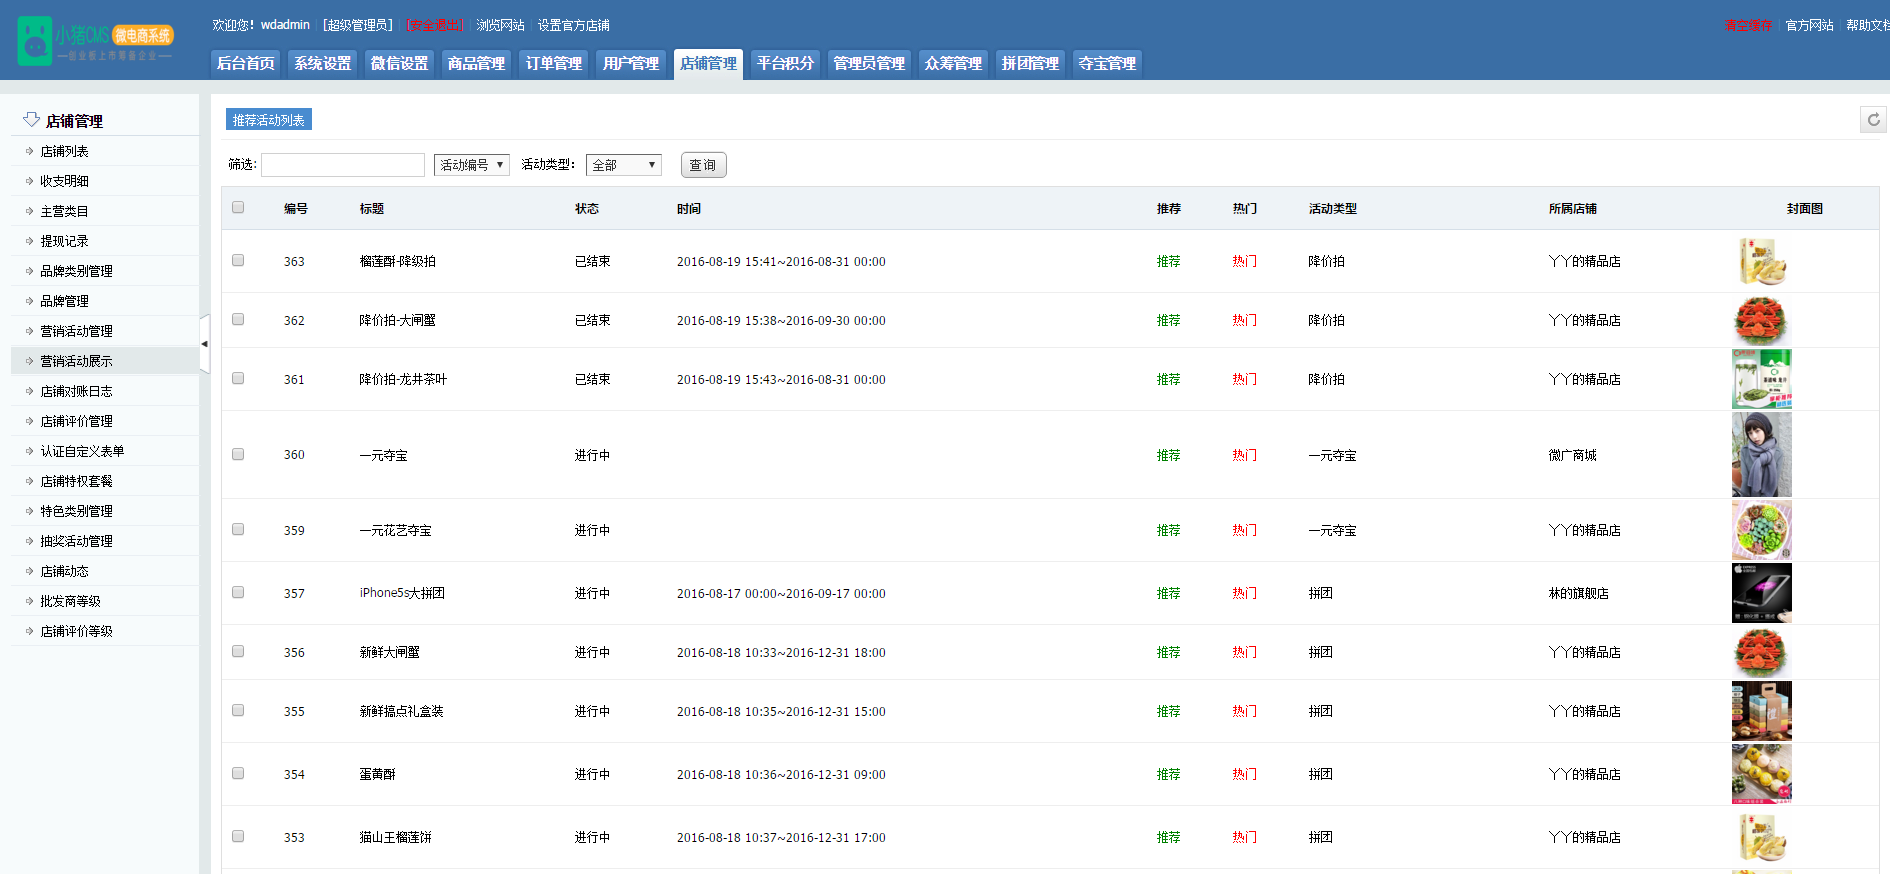 小猪CMS 微电商系统
—创业板上市筹备企业—
欢迎您！wdadmin [超级管理员] [安全退出] 浏览网站 设置官方店铺
清空缓存 官方网站 帮助文档
后台首页 系统设置 微信设置 商品管理 订单管理 用户管理 店铺管理 平台积分 管理员管理 众筹管理 拼团管理 夺宝管理
店铺管理
店铺列表
收支明细
主营类目
提现记录
品牌类别管理
品牌管理
营销活动管理
营销活动展示
店铺对账日志
店铺评价管理
认证自定义表单
店铺特权套餐
特色类别管理
抽奖活动管理
店铺动态
批发商等级
店铺评价等级
推荐活动列表
筛选: 活动编号 活动类型： 全部 查询
编号 标题 状态 时间 推荐 热门 活动类型 所属店铺 封面图
363 榴莲酥-降级拍 已结束 2016-08-19 15:41~2016-08-31 00:00 推荐 热门 降价拍 丫丫的精品店
362 降价拍-大闸蟹 已结束 2016-08-19 15:38~2016-09-30 00:00 推荐 热门 降价拍 丫丫的精品店
361 降价拍-龙井茶叶 已结束 2016-08-19 15:43~2016-08-31 00:00 推荐 热门 降价拍 丫丫的精品店
360 一元夺宝 进行中 推荐 热门 一元夺宝 微广商城
359 一元花艺夺宝 进行中 推荐 热门 一元夺宝 丫丫的精品店
357 iPhone5s大拼团 进行中 2016-08-17 00:00~2016-09-17 00:00 推荐 热门 拼团 林的旗舰店
356 新鲜大闸蟹 进行中 2016-08-18 10:33~2016-12-31 18:00 推荐 热门 拼团 丫丫的精品店
355 新鲜搞点礼盒装 进行中 2016-08-18 10:35~2016-12-31 15:00 推荐 热门 拼团 丫丫的精品店
354 蛋黄酥 进行中 2016-08-18 10:36~2016-12-31 09:00 推荐 热门 拼团 丫丫的精品店
353 猫山王榴莲饼 进行中 2016-08-18 10:37~2016-12-31 17:00 推荐 热门 拼团 丫丫的精品店